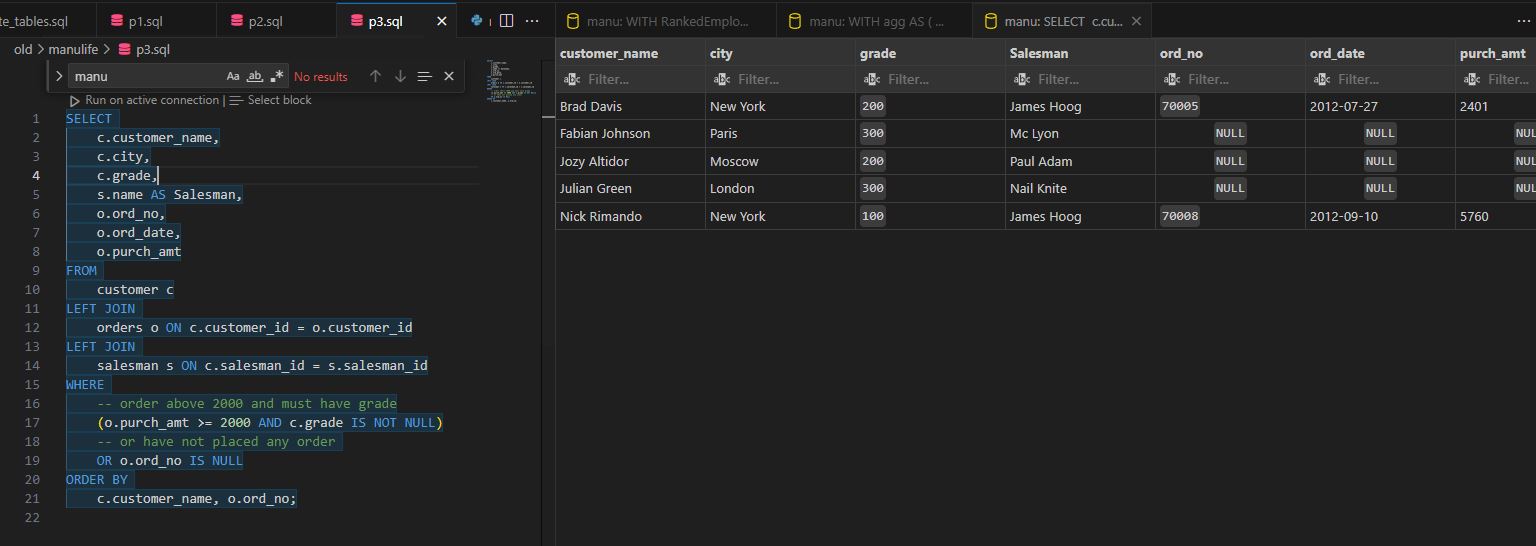 te_tables.sql p1.sql p2.sql p3.sql
old > manulife > p3.sql
manu Aa ab No results
Run on active connection | Select block
1 SELECT
2 c.customer_name,
3 c.city,
4 c.grade,
5 s.name AS Salesman,
6 o.ord_no,
7 o.ord_date,
8 o.purch_amt
9 FROM
10 customer c
11 LEFT JOIN
12 orders o ON c.customer_id = o.customer_id
13 LEFT JOIN
14 salesman s ON c.salesman_id = s.salesman_id
15 WHERE
16 -- order above 2000 and must have grade
17 (o.purch_amt >= 2000 AND c.grade IS NOT NULL)
18 -- or have not placed any order
19 OR o.ord_no IS NULL
20 ORDER BY
21 c.customer_name, o.ord_no;
22
manu: WITH RankedEmplo... manu: WITH agg AS ( ... manu: SELECT c.cu...
customer_name city grade Salesman ord_no ord_date purch_amt
abc Filter... abc Filter... abc Filter... abc Filter... abc Filter... abc Filter... abc Filter...
Brad Davis New York 200 James Hoog 70005 2012-07-27 2401
Fabian Johnson Paris 300 Mc Lyon NULL NULL NUL
Jozy Altidor Moscow 200 Paul Adam NULL NULL NUL
Julian Green London 300 Nail Knite NULL NULL NUL
Nick Rimando New York 100 James Hoog 70008 2012-09-10 5760